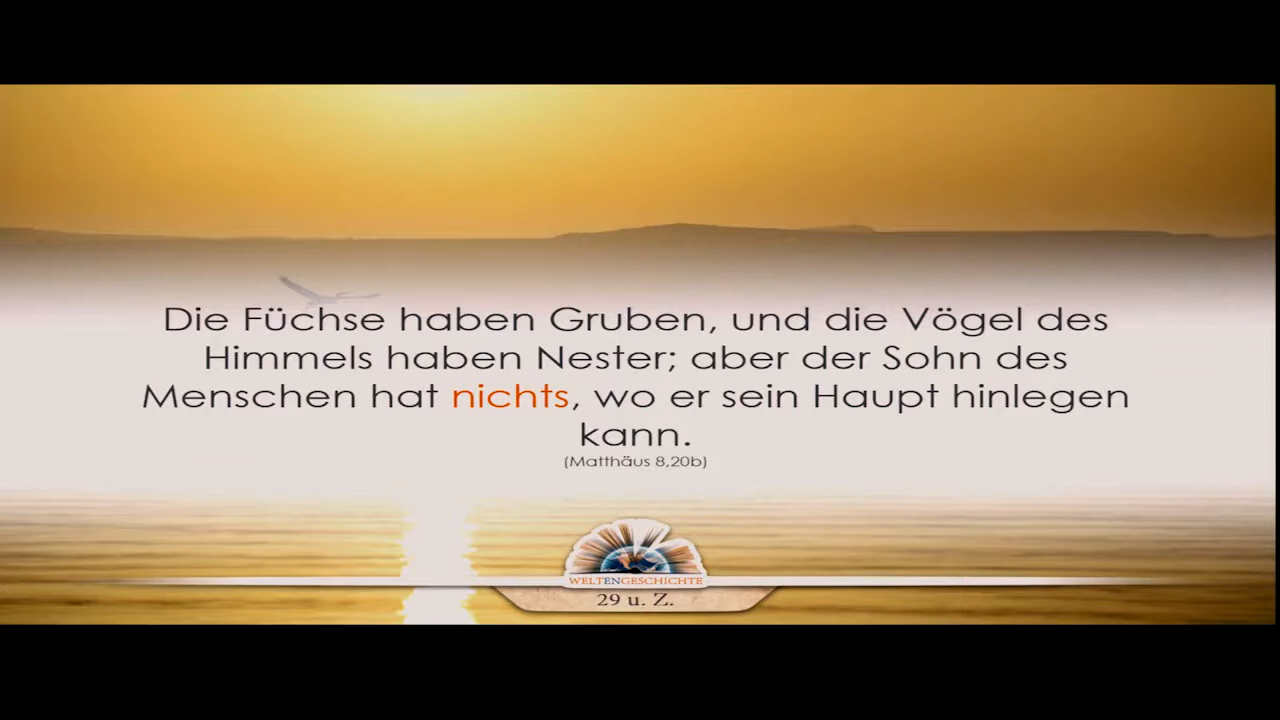 Die Füchse haben Gruben, und die Vögel des
Himmels haben Nester; aber der Sohn des
Menschen hat nichts, wo er sein Haupt hinlegen
kann.
(Matthäus 8,20b)
WELTENGESCHICHTE
29 u. Z.